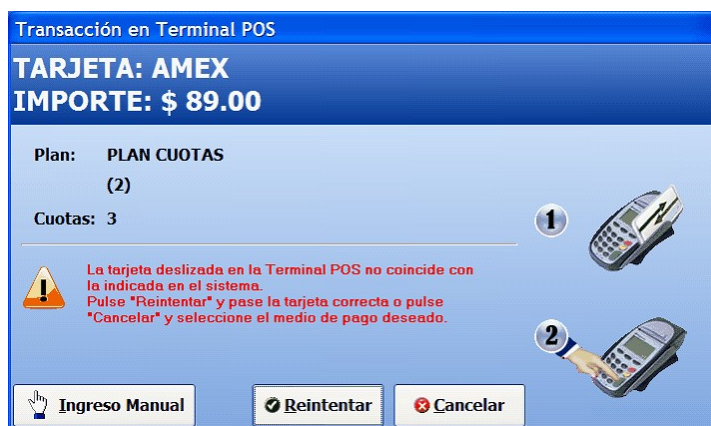 Transacción en Terminal POS
TARJETA: AMEX
IMPORTE: $ 89.00
Plan: PLAN CUOTAS
(2)
Cuotas: 3
1
La tarjeta deslizada en la Terminal POS no coincide con
la indicada en el sistema.
Pulse "Reintentar" y pase la tarjeta correcta o pulse
"Cancelar" y seleccione el medio de pago deseado.
2
Ingreso Manual
Reintentar
Cancelar